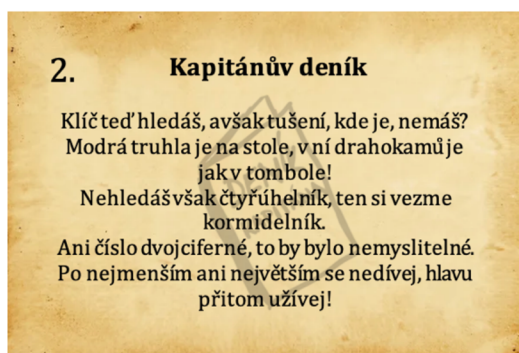 2.
Kapitánův deník
Klíč teď hledáš, avšak tušení, kde je, nemáš?
Modrá truhla je na stole, v ní drahokamů je
jak v tombole!
Nehledáš však čtyřúhelník, ten si vezme
kormidelník.
Ani číslo dvojciferné, to by bylo nemyslitelné.
Po nejmenším ani největším se nedívej, hlavu
přitom užívej!